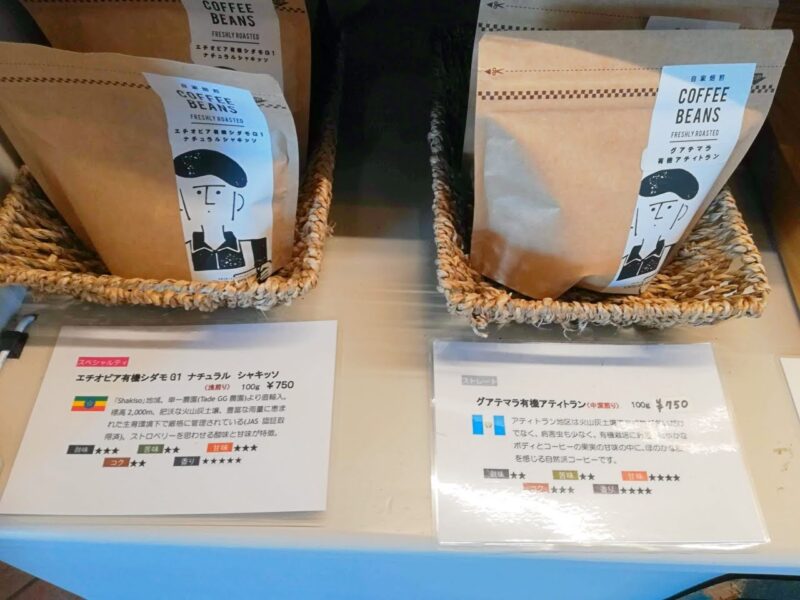 COFFEE
BEANS
FRESHLY ROASTED
エチオピア有機シダモG1
ナチュラルシャキッソ
自家焙煎
COFFEE
BEANS
FRESHLY ROASTED
エチオピア有機シダモG1
ナチュラルシャキッソ
自家焙煎
COFFEE
BEANS
FRESHLY ROASTED
グアテマラ
有機アティトラン
スペシャルティ
エチオピア有機シダモG1 ナチュラル シャキッソ
(浅煎り) 100g ¥750
「Shakiso」地域、単一農園(Tade GG 農園)より直輸入。
標高2,000m、肥沃な火山灰土壌、豊富な雨量に恵ま
れた生育環境下で厳格に管理されている(JAS 認証取
得済)。ストロベリーを思わせる酸味と甘味が特徴。
酸味★★★ 苦味★★ 甘味★★★
コク★★ 香り★★★★★
ストレート
グアテマラ有機アティトラン(中深煎り) 100g ¥750
アティトラン地区は火山灰土壌で
でなく、病害虫も少なく、有機栽培に
ボディとコーヒーの果実の甘味の中に、ほのかな
を感じる自然派コーヒーです。
酸味★★ 苦味★★ 甘味★★★★
コク★★★ 香り★★★★